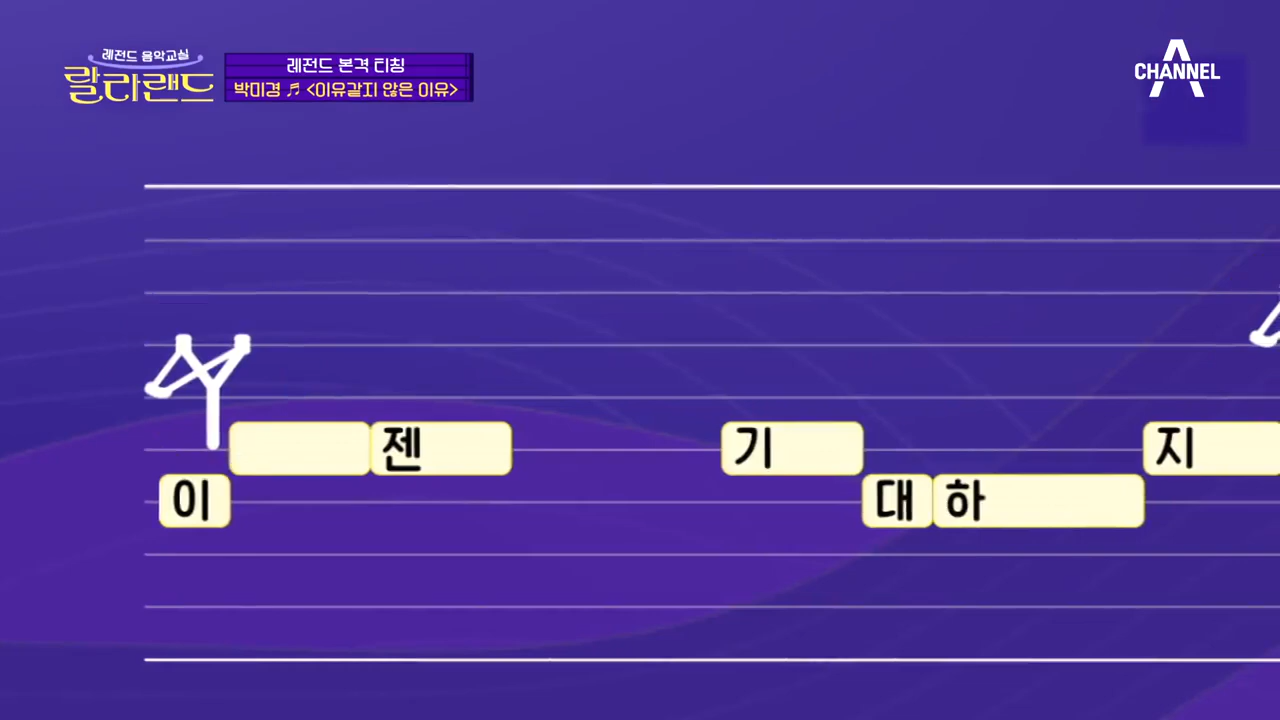 레전드 음악교실
랄라랜드
레전드 본격 티칭
박미경 ♬ <이유같지 않은 이유>
CHANNEL A
젠 기 지
이 대 하